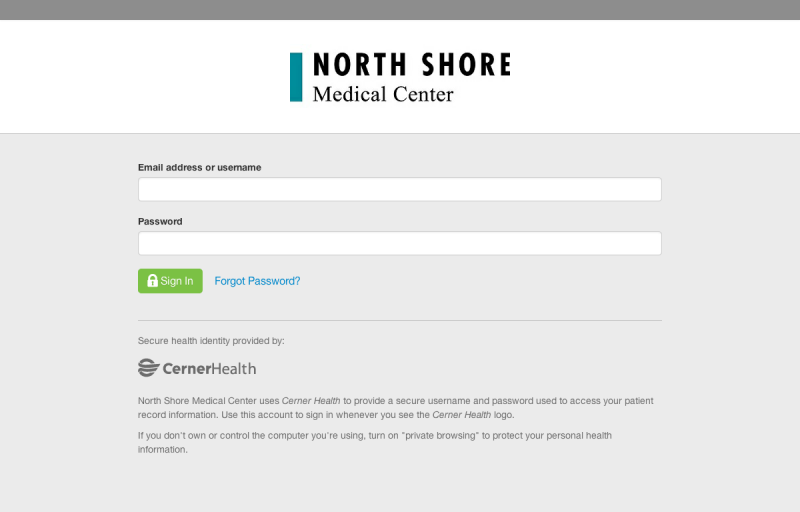 NORTH SHORE
Medical Center
Email address or username
Password
Sign In
Forgot Password?
Secure health identity provided by:
CernerHealth
North Shore Medical Center uses Cerner Health to provide a secure username and password used to access your patient
record information. Use this account to sign in whenever you see the Cerner Health logo.
If you don't own or control the computer you're using, turn on "private browsing" to protect your personal health
information.